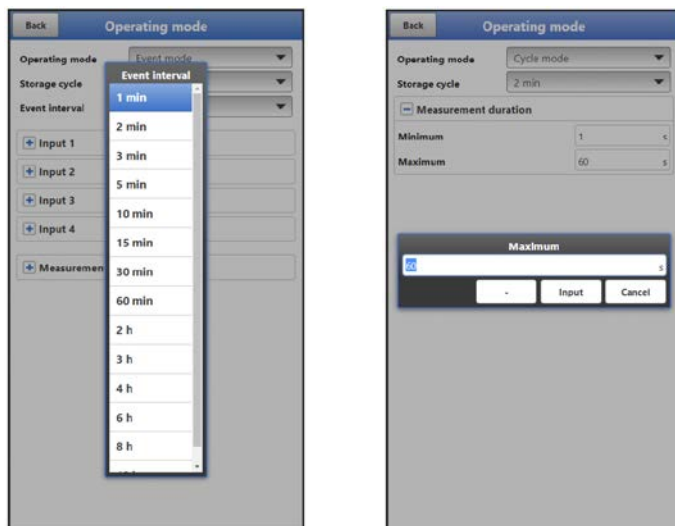 Back Operating mode
Operating mode Event mode
Storage cycle
Event interval
Event interval
1 min
2 min
3 min
5 min
10 min
15 min
30 min
60 min
2 h
3 h
4 h
6 h
8 h
Input 1
Input 2
Input 3
Input 4
Measuremen
Back Operating mode
Operating mode Cycle mode
Storage cycle 2 min
Measurement duration
Minimum 1 s
Maximum 60 s
Maximum
60 s
- Input Cancel